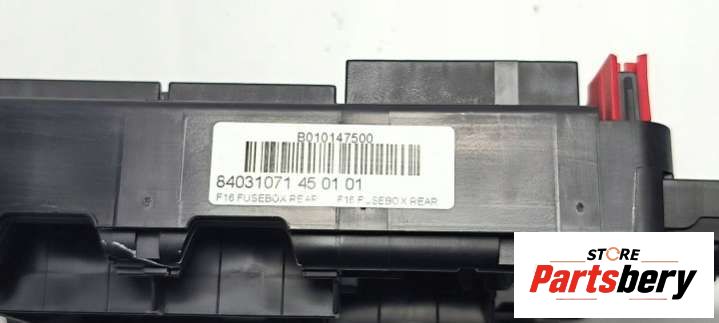 B010147500
84031071 45 01 01
F16 FUSEBOX REAR F16 FUSEBOX REAR
STORE
Partsbery